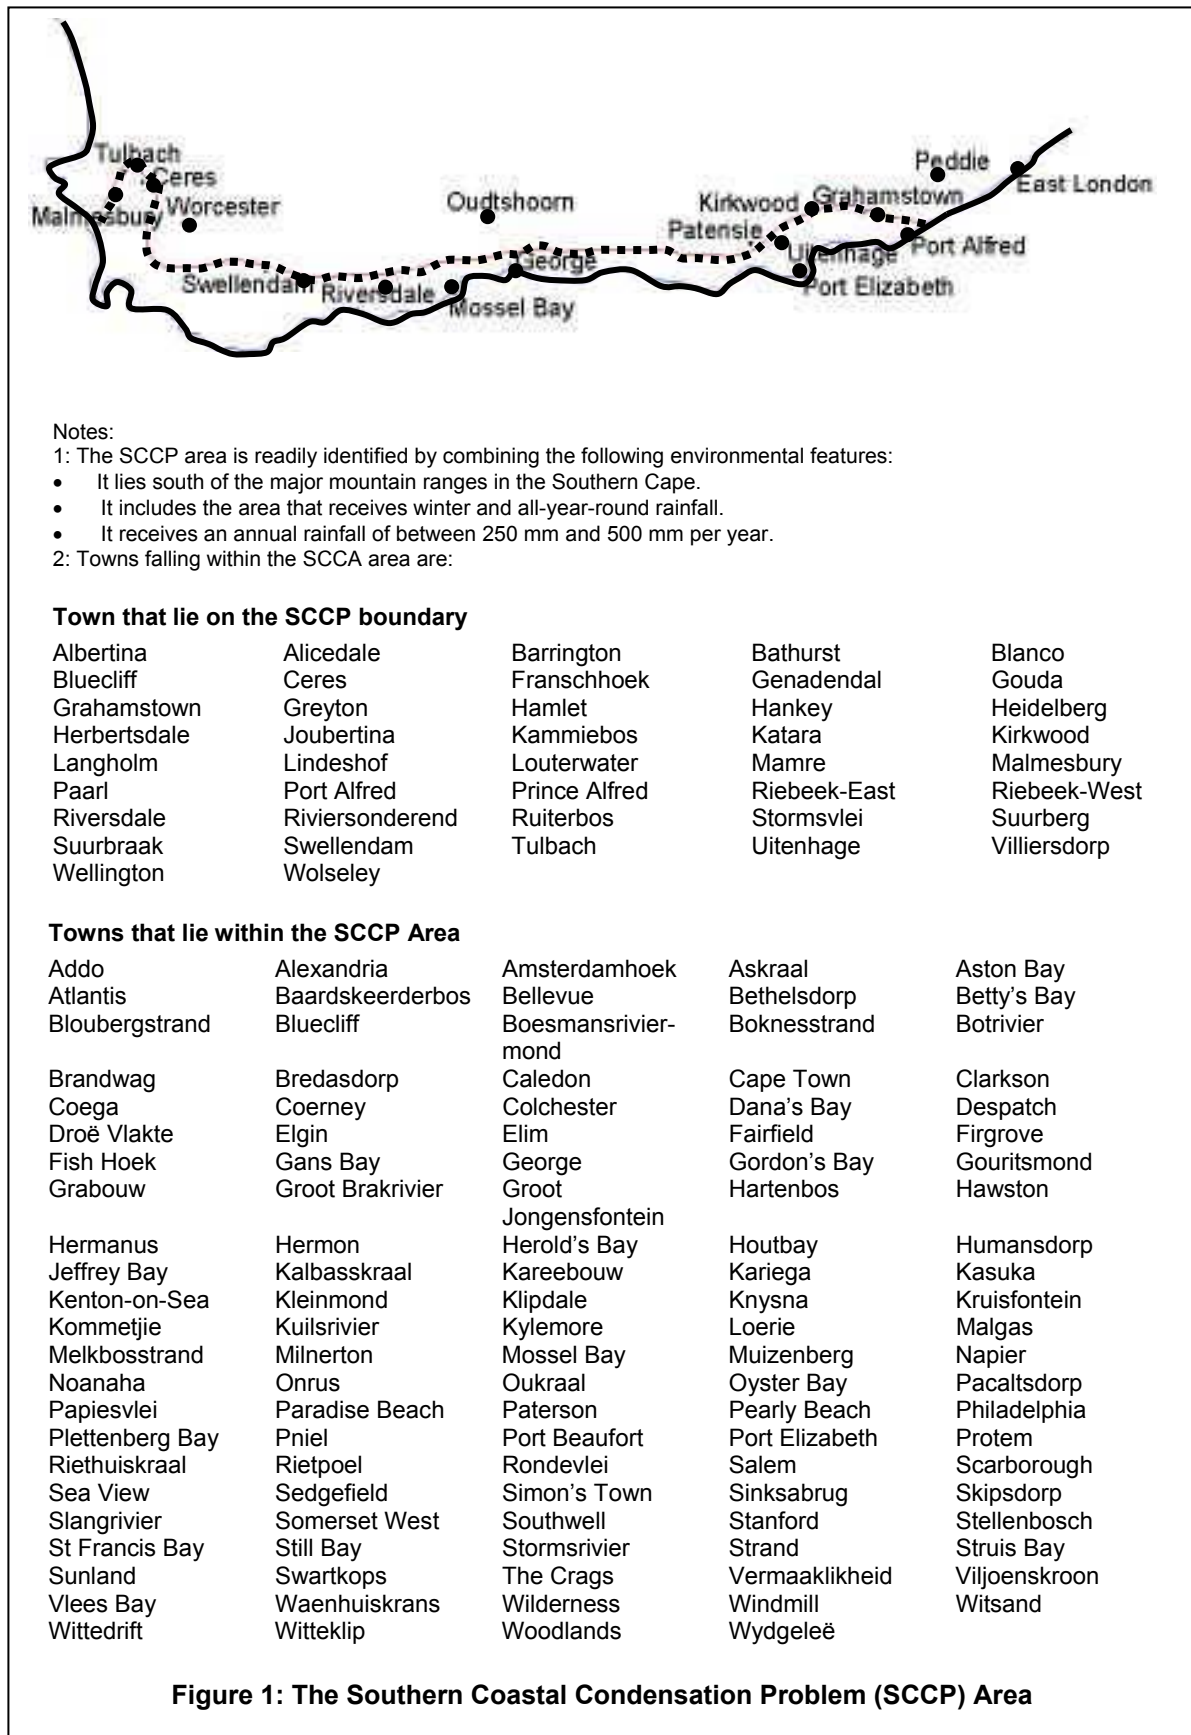 Tulbach
Ceres
Malmesbury
Worcester
Swellendam
Riversdale
Oudtshoorn
George
Mossel Bay
Kirkwood
Patensie
Grahamstown
Uitenhage
Port Elizabeth
Peddie
Port Alfred
East London
Notes:
1: The SCCP area is readily identified by combining the following environmental features:
• It lies south of the major mountain ranges in the Southern Cape.
• It includes the area that receives winter and all-year-round rainfall.
• It receives an annual rainfall of between 250 mm and 500 mm per year.
2: Towns falling within the SCCA area are:
Town that lie on the SCCP boundary
Albertina Alicedale Barrington Bathurst Blanco
Bluecliff Ceres Franschhoek Genadendal Gouda
Grahamstown Greyton Hamlet Hankey Heidelberg
Herbertsdale Joubertina Kammiebos Katara Kirkwood
Langholm Lindeshof Louterwater Mamre Malmesbury
Paarl Port Alfred Prince Alfred Riebeek-East Riebeek-West
Riversdale Riviersonderend Ruiterbos Stormsvlei Suurberg
Suurbraak Swellendam Tulbach Uitenhage Villiersdorp
Wellington Wolseley
Towns that lie within the SCCP Area
Addo Alexandria Amsterdamhoek Askraal Aston Bay
Atlantis Baardskeerderbos Bellevue Bethelsdorp Betty's Bay
Bloubergstrand Bluecliff Boesmansrivier- Boknesstrand Botrivier
mond
Brandwag Bredasdorp Caledon Cape Town Clarkson
Coega Coerney Colchester Dana's Bay Despatch
Droë Vlakte Elgin Elim Fairfield Firgrove
Fish Hoek Gans Bay George Gordon's Bay Gouritsmond
Grabouw Groot Brakrivier Groot Hartenbos Hawston
Jongensfontein
Hermanus Hermon Herold's Bay Houtbay Humansdorp
Jeffrey Bay Kalbasskraal Kareebouw Kariega Kasuka
Kenton-on-Sea Kleinmond Klipdale Knysna Kruisfontein
Kommetjie Kuilsrivier Kylemore Loerie Malgas
Melkbosstrand Milnerton Mossel Bay Muizenberg Napier
Noanaha Onrus Oukraal Oyster Bay Pacaltsdorp
Papiesvlei Paradise Beach Paterson Pearly Beach Philadelphia
Plettenberg Bay Pniel Port Beaufort Port Elizabeth Protem
Riethuiskraal Rietpoel Rondevlei Salem Scarborough
Sea View Sedgefield Simon's Town Sinksabrug Skipsdorp
Slangrivier Somerset West Southwell Stanford Stellenbosch
St Francis Bay Still Bay Stormsrivier Strand Struis Bay
Sunland Swartkops The Crags Vermaaklikheid Viljoenskroon
Vlees Bay Waenhuiskrans Wilderness Windmill Witsand
Wittedrift Witteklip Woodlands Wydgeleë
Figure 1: The Southern Coastal Condensation Problem (SCCP) Area